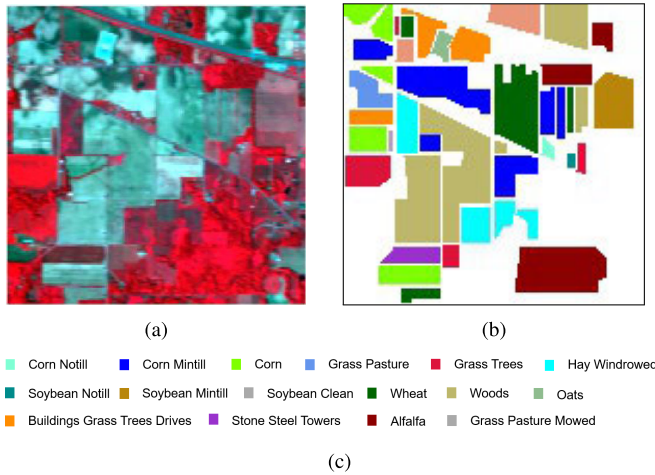 (a) (b)
Corn Notill Corn Mintill Corn Grass Pasture Grass Trees Hay Windrowed
Soybean Notill Soybean Mintill Soybean Clean Wheat Woods Oats
Buildings Grass Trees Drives Stone Steel Towers Alfalfa Grass Pasture Mowed
(c)